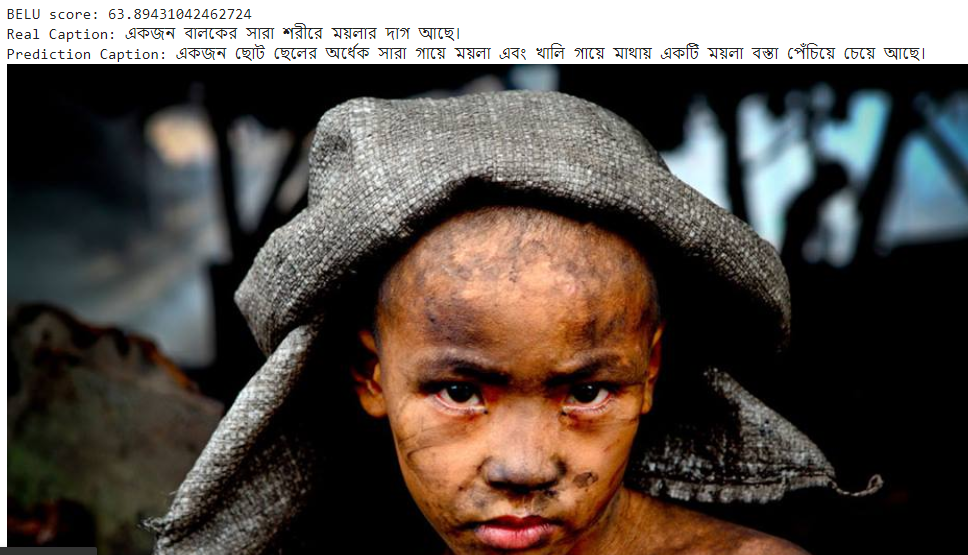 BELU score: 63.89431042462724
Real Caption: একজন বালকের সারা শরীরে ময়লার দাগ আছে।
Prediction Caption: একজন ছোট ছেলের অর্ধেক সারা গায়ে ময়লা এবং খালি গায়ে মাথায় একটি ময়লা বস্তা পেঁচিয়ে চেয়ে আছে।